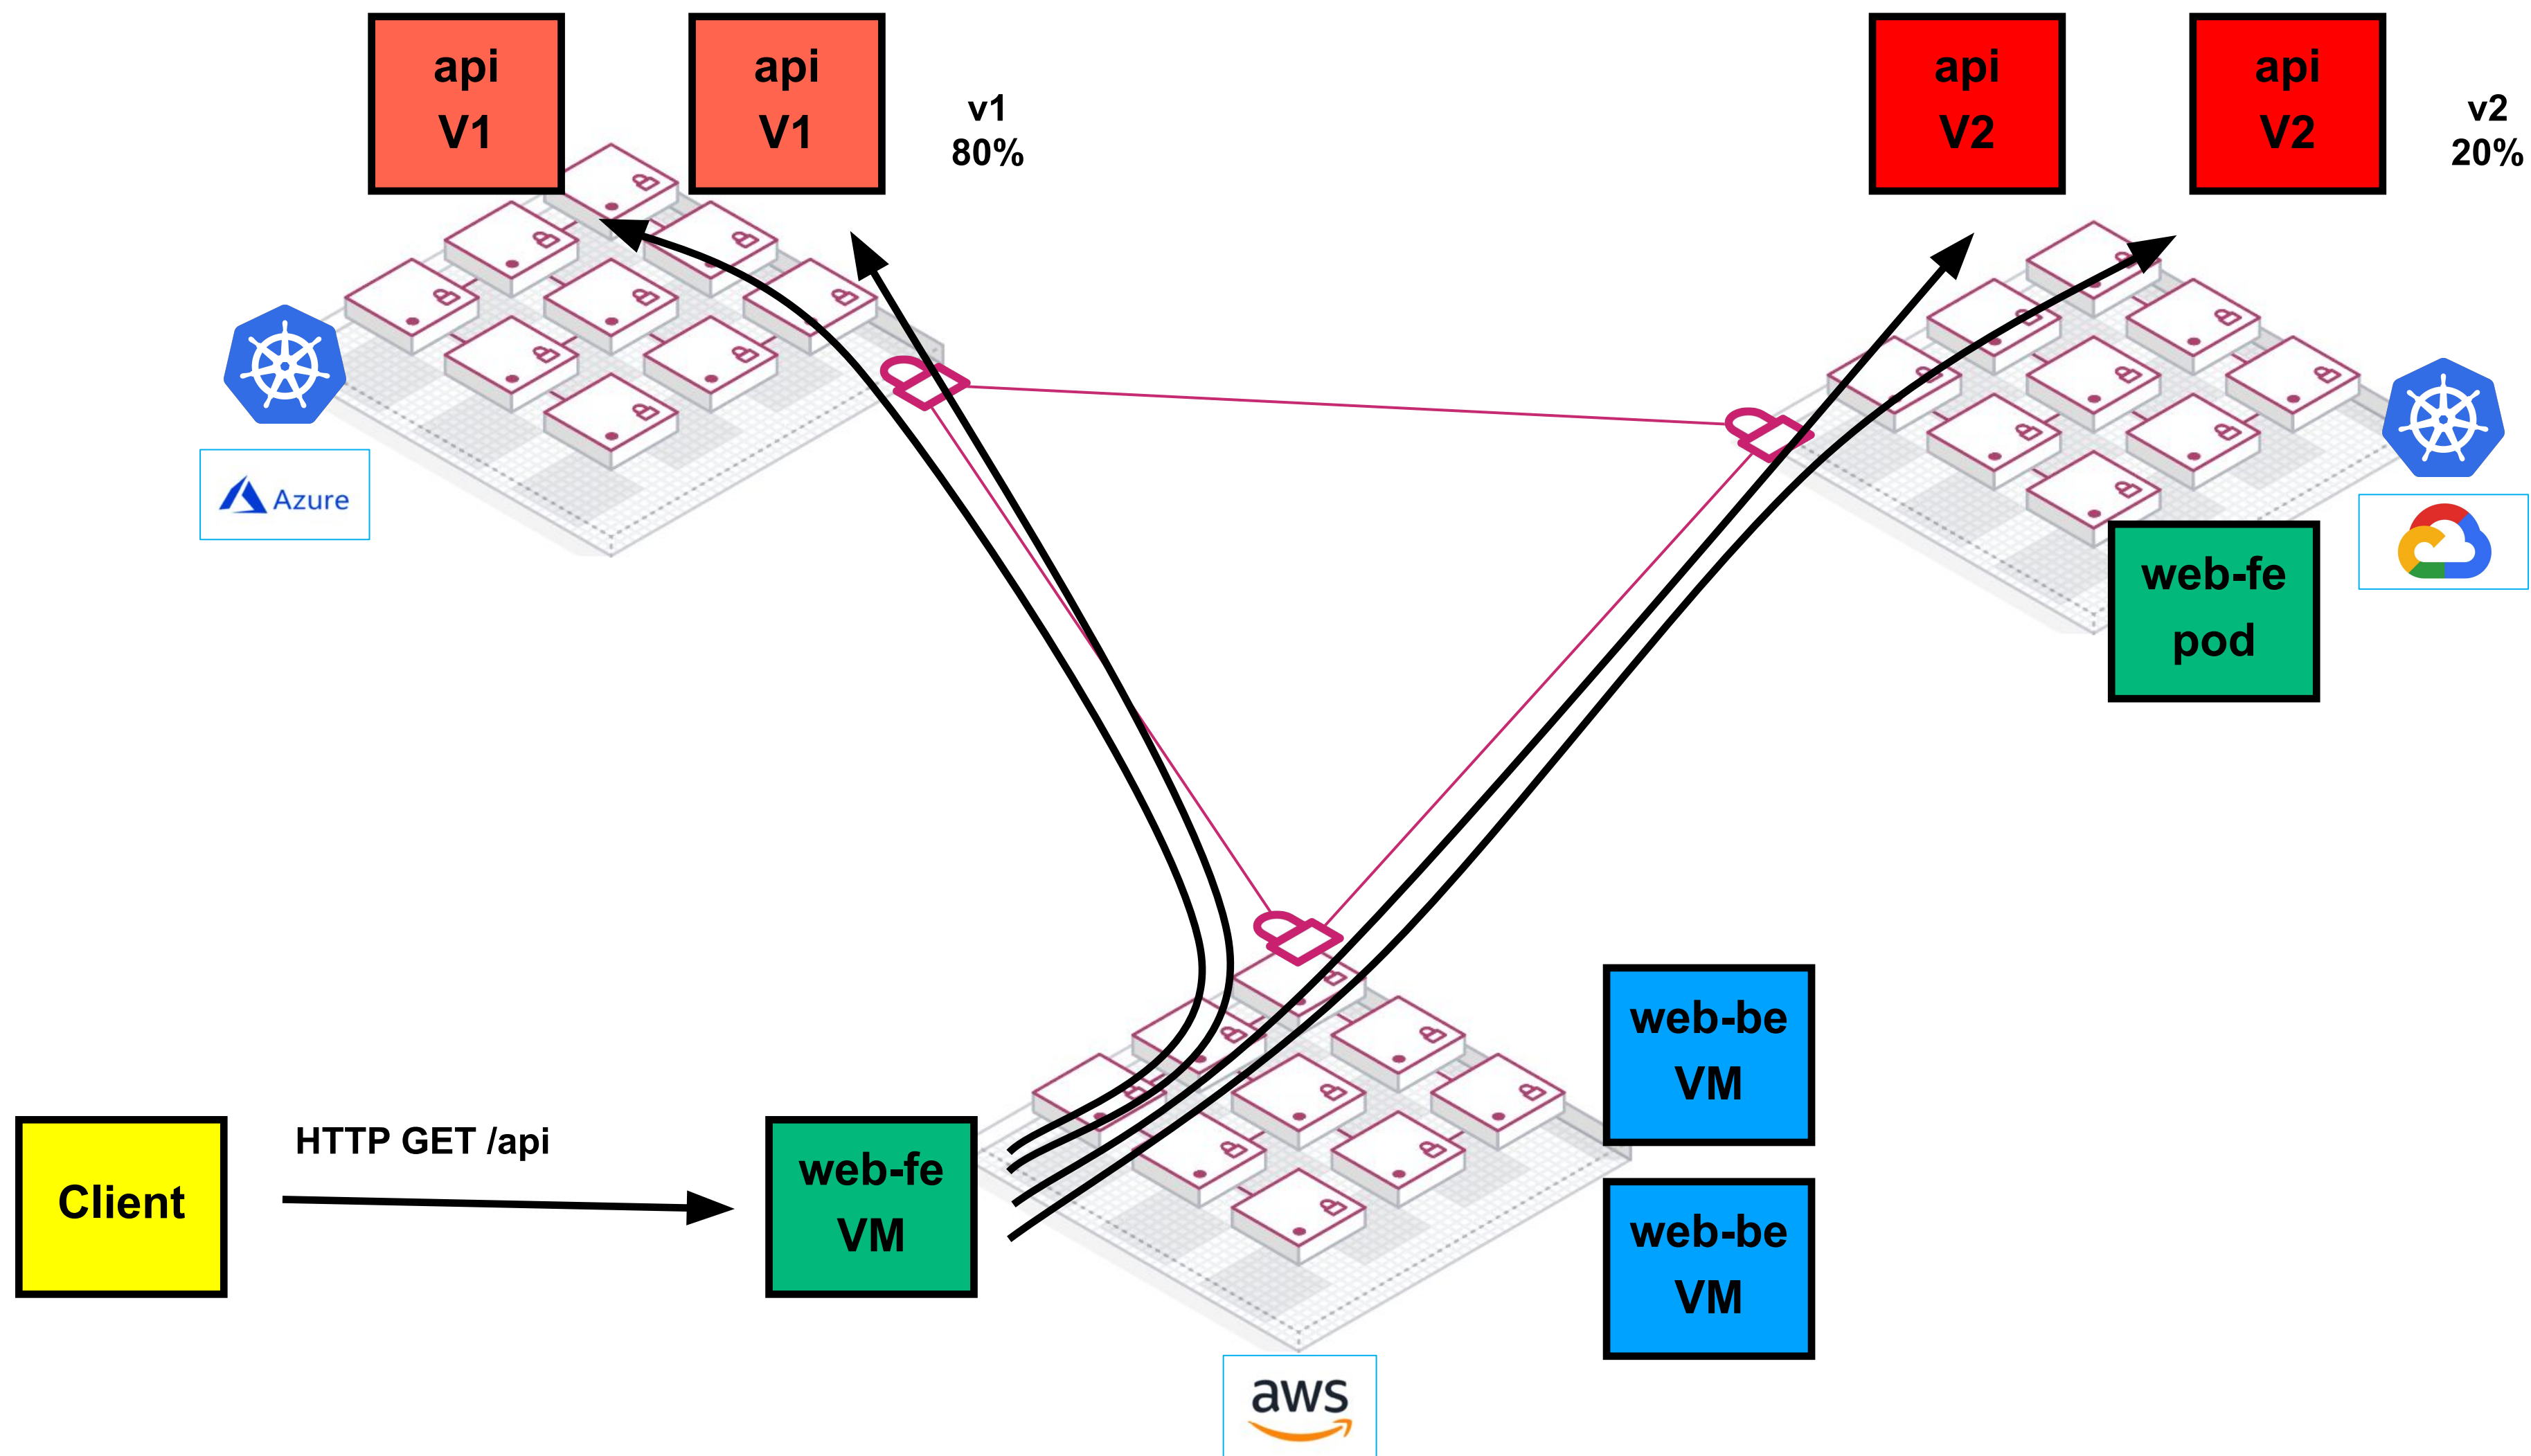 api
V1
api
V1
v1
80%
api
V2
api
V2
v2
20%
Azure
web-fe
pod
web-be
VM
Client
HTTP GET /api
web-fe
VM
web-be
VM
aws